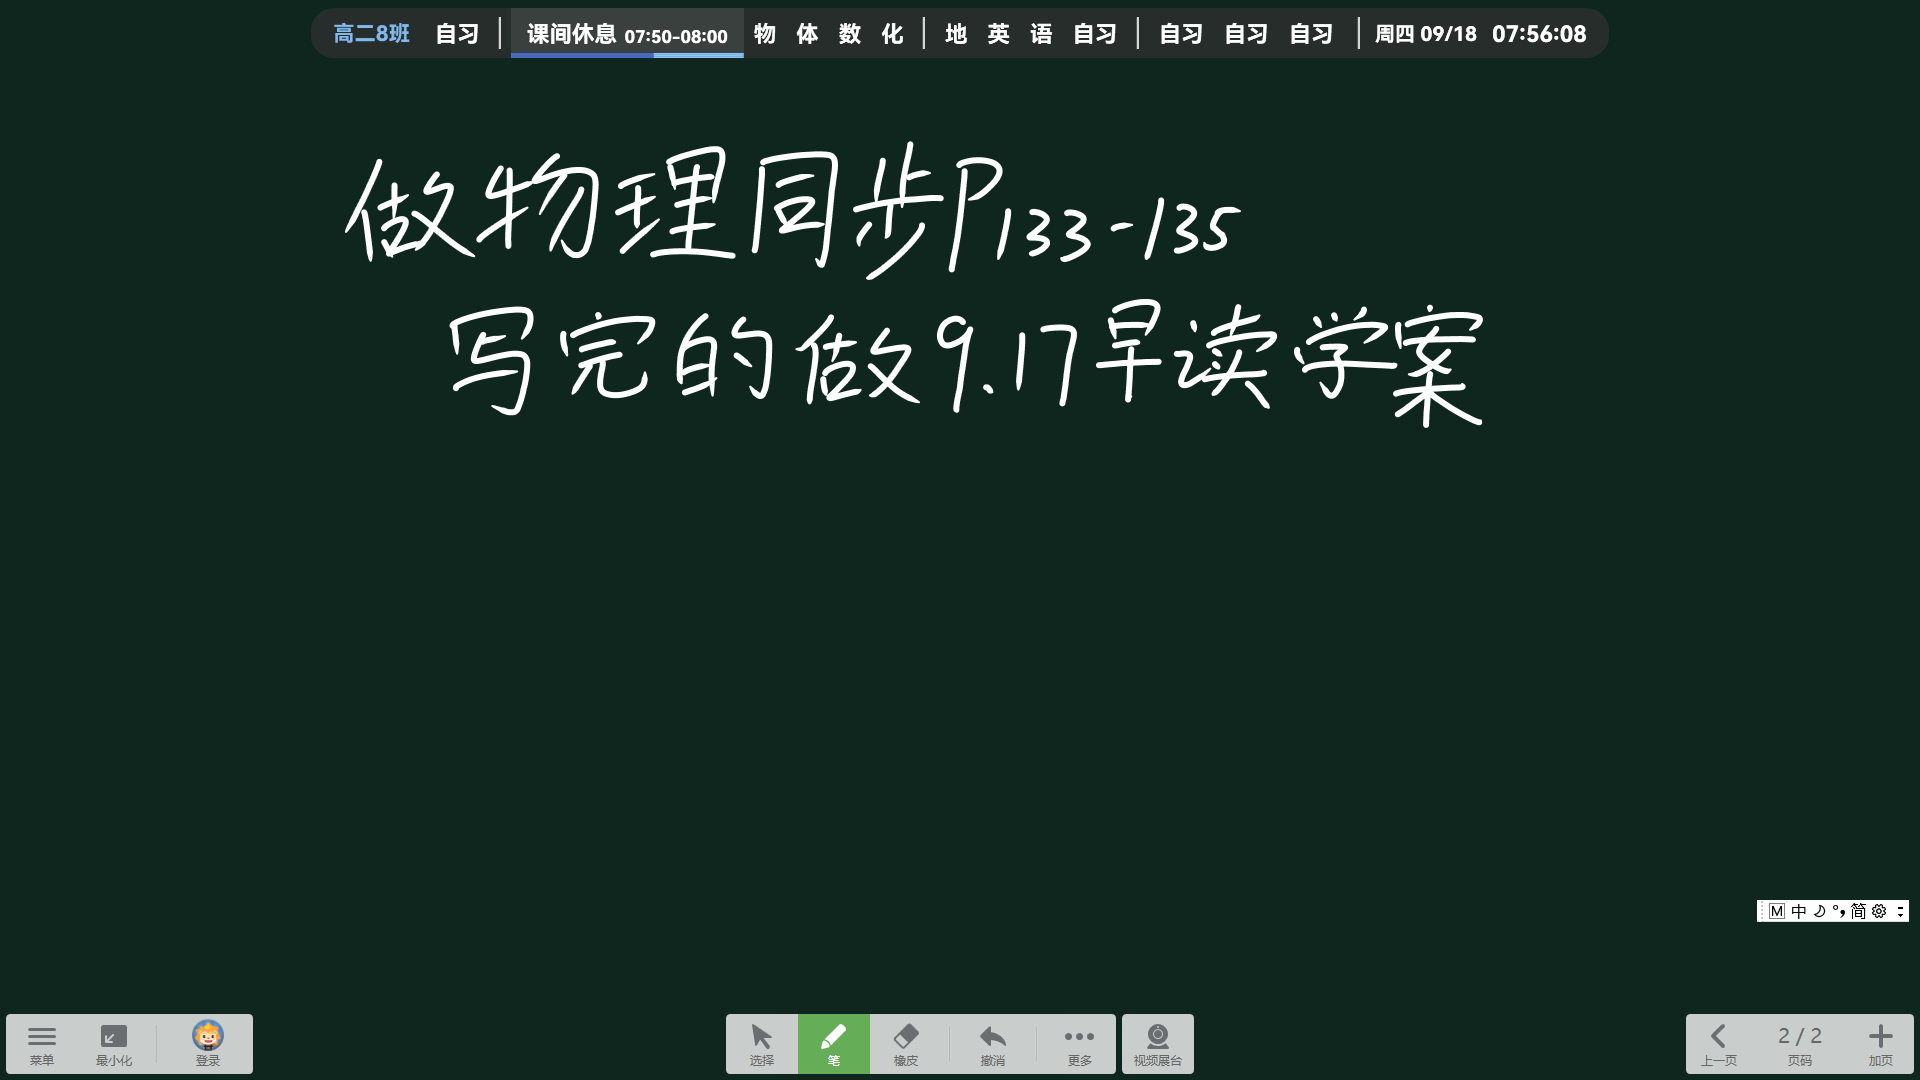 高二8班 自习 | 课间休息 07:50-08:00 物 体 数 化 | 地 英 语 自习 | 自习 自习 自习 | 周四 09/18 07:56:08
做物理同步P133-135
写完的做9.17早读学案
M 中 简
菜单 最小化 登录 选择 笔 橡皮 撤消 更多 视频展台 上一页 2 / 2 页码 加页